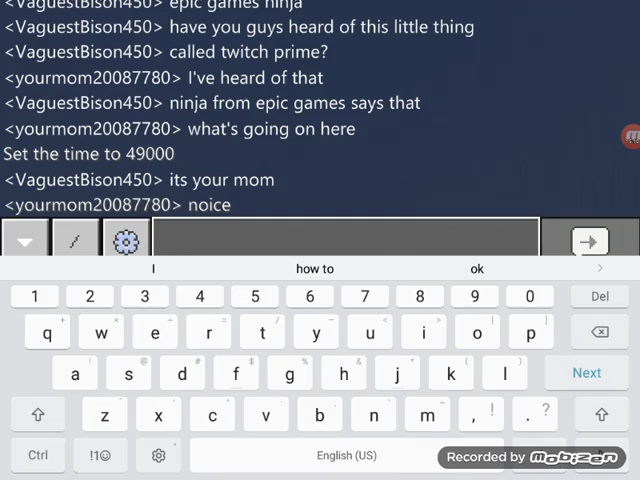 <VaguestBison450> epic games ninja
<VaguestBison450> have you guys heard of this little thing
<VaguestBison450> called twitch prime?
<yourmom20087780> I've heard of that
<VaguestBison450> ninja from epic games says that
<yourmom20087780> what's going on here
Set the time to 49000
<VaguestBison450> its your mom
<yourmom20087780> noice
/
I how to ok >
1 2 3 4 5 6 7 8 9 0 Del
q w e r t y u i o p
a s d f g h j k l Next
z x c v b n m , ! . ?
Ctrl !1☺ English (US)
Recorded by Mobizen